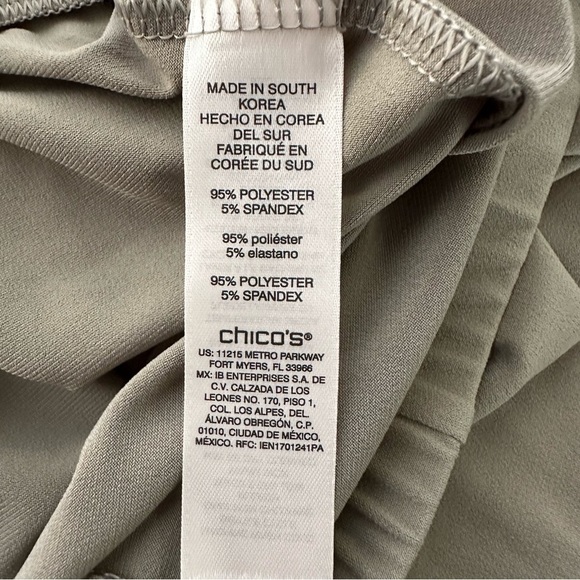 MADE IN SOUTH
KOREA
HECHO EN COREA
DEL SUR
FABRIQUÉ EN
CORÉE DU SUD
95% POLYESTER
5% SPANDEX
95% poliéster
5% elastano
95% POLYESTER
5% SPANDEX
chico's®
US: 11215 METRO PARKWAY
FORT MYERS, FL 33966
MX: IB ENTERPRISES S.A. DE
C.V. CALZADA DE LOS
LEONES NO. 170, PISO 1,
COL. LOS ALPES, DEL.
ÁLVARO OBREGÓN, C.P.
01010, CIUDAD DE MÉXICO,
MÉXICO. RFC: IEN1701241PA